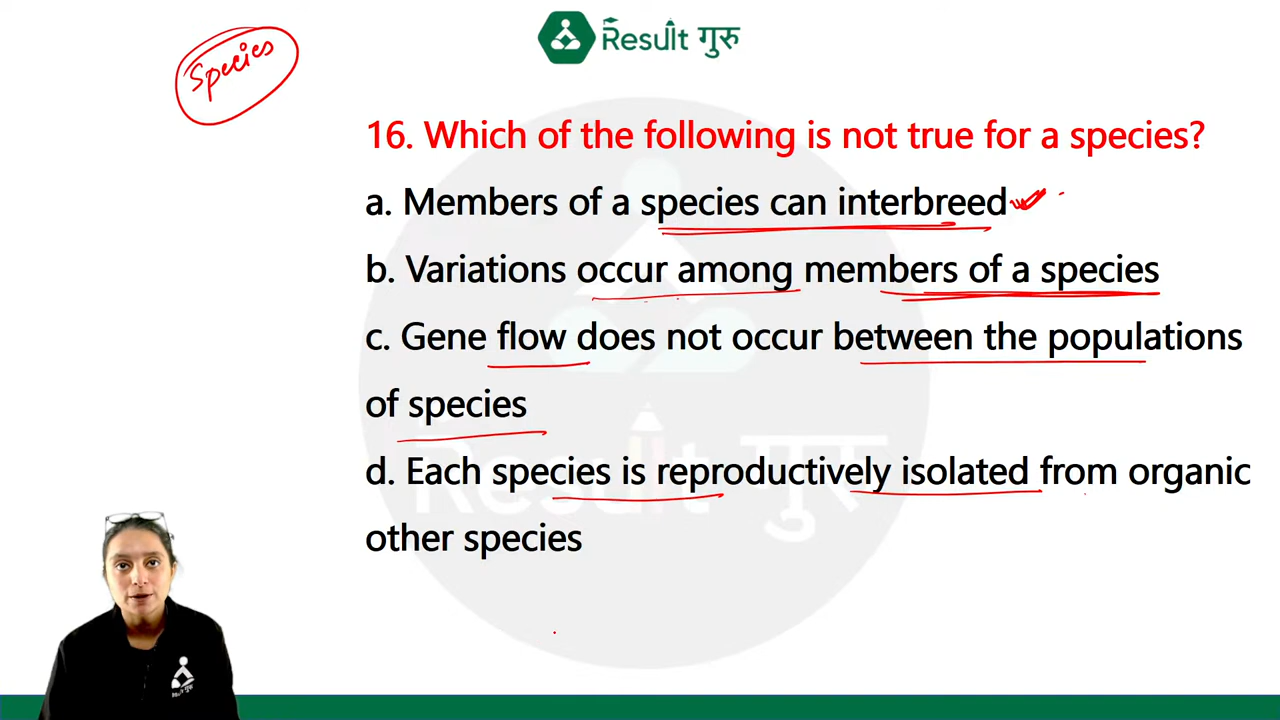 Species
Result गुरु
16. Which of the following is not true for a species?
a. Members of a species can interbreed
b. Variations occur among members of a species
c. Gene flow does not occur between the populations
of species
d. Each species is reproductively isolated from organic
other species
Result गुरु
Result गुरु